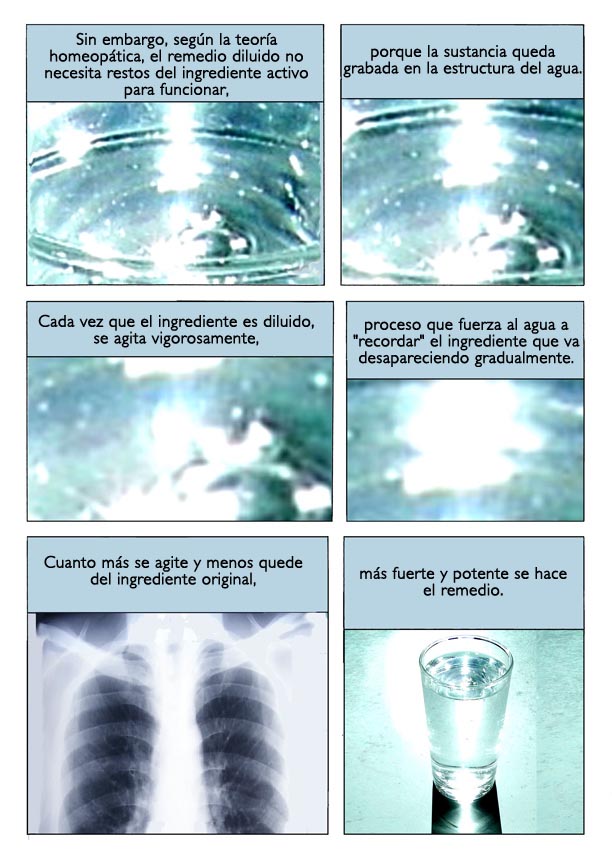 Sin embargo, según la teoría
homeopática, el remedio diluido no
necesita restos del ingrediente activo
para funcionar,
porque la sustancia queda
grabada en la estructura del agua.
Cada vez que el ingrediente es diluido,
se agita vigorosamente,
proceso que fuerza al agua a
"recordar" el ingrediente que va
desapareciendo gradualmente.
Cuanto más se agite y menos quede
del ingrediente original,
más fuerte y potente se hace
el remedio.